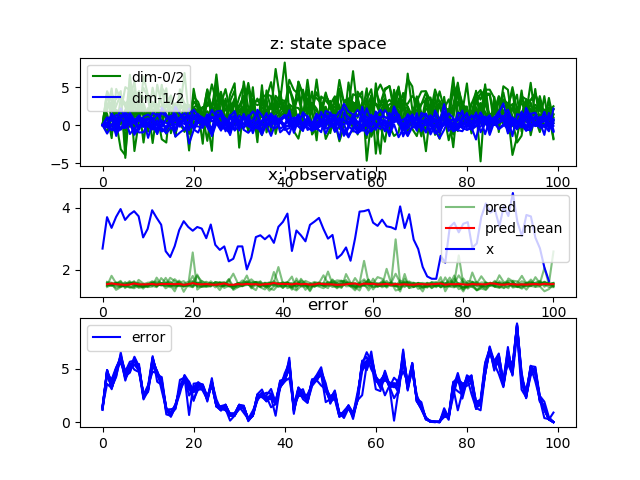 z: state space
dim-0/2
dim-1/2
5
0
−5
0
20
40
60
80
100
x: observation
pred
pred_mean
x
4
2
0
20
40
60
80
100
error
error
5
0
0
20
40
60
80
100